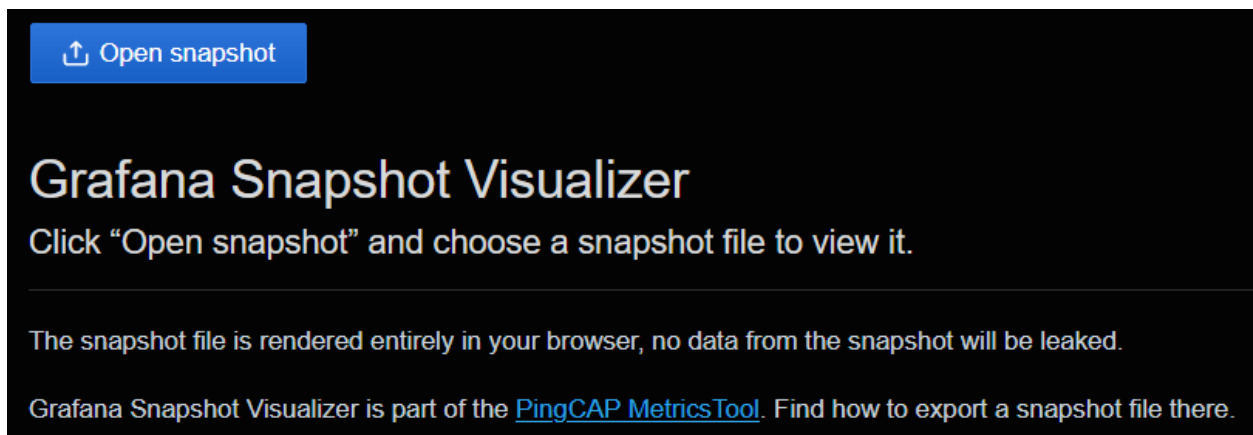 Open snapshot
Grafana Snapshot Visualizer
Click “Open snapshot” and choose a snapshot file to view it.
The snapshot file is rendered entirely in your browser, no data from the snapshot will be leaked.
Grafana Snapshot Visualizer is part of the PingCAP MetricsTool. Find how to export a snapshot file there.